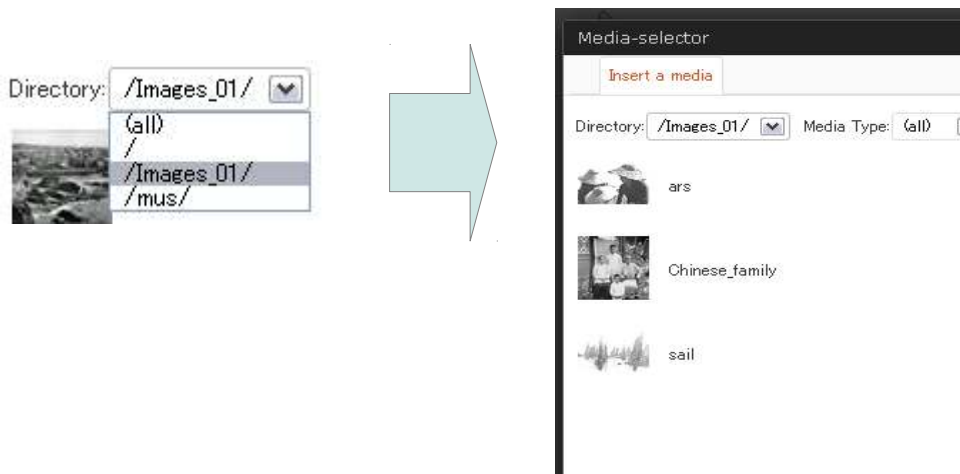 Directory: /Images_01/
(all)
/
/Images_01/
/mus/
Media-selector
Insert a media
Directory: /Images_01/ Media Type: (all)
ars
Chinese_family
sail